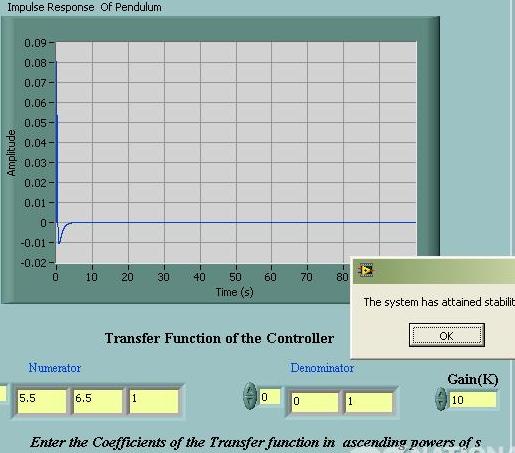 Impulse Response Of Pendulum
0.09
0.08
0.07
0.06
0.05
0.04
0.03
0.02
0.01
0
-0.01
-0.02
Amplitude
0 10 20 30 40 50 60 70 80
Time (s)
The system has attained stabilit
OK
Transfer Function of the Controller
Numerator
Denominator
Gain(K)
5.5 6.5 1
0 0 1
10
Enter the Coefficients of the Transfer function in ascending powers of s